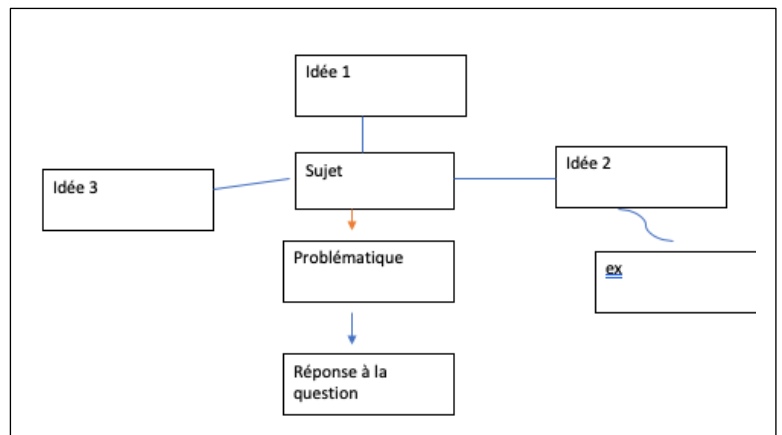 Idée 1
Sujet
Idée 2
Idée 3
Problématique
ex
Réponse à la
question